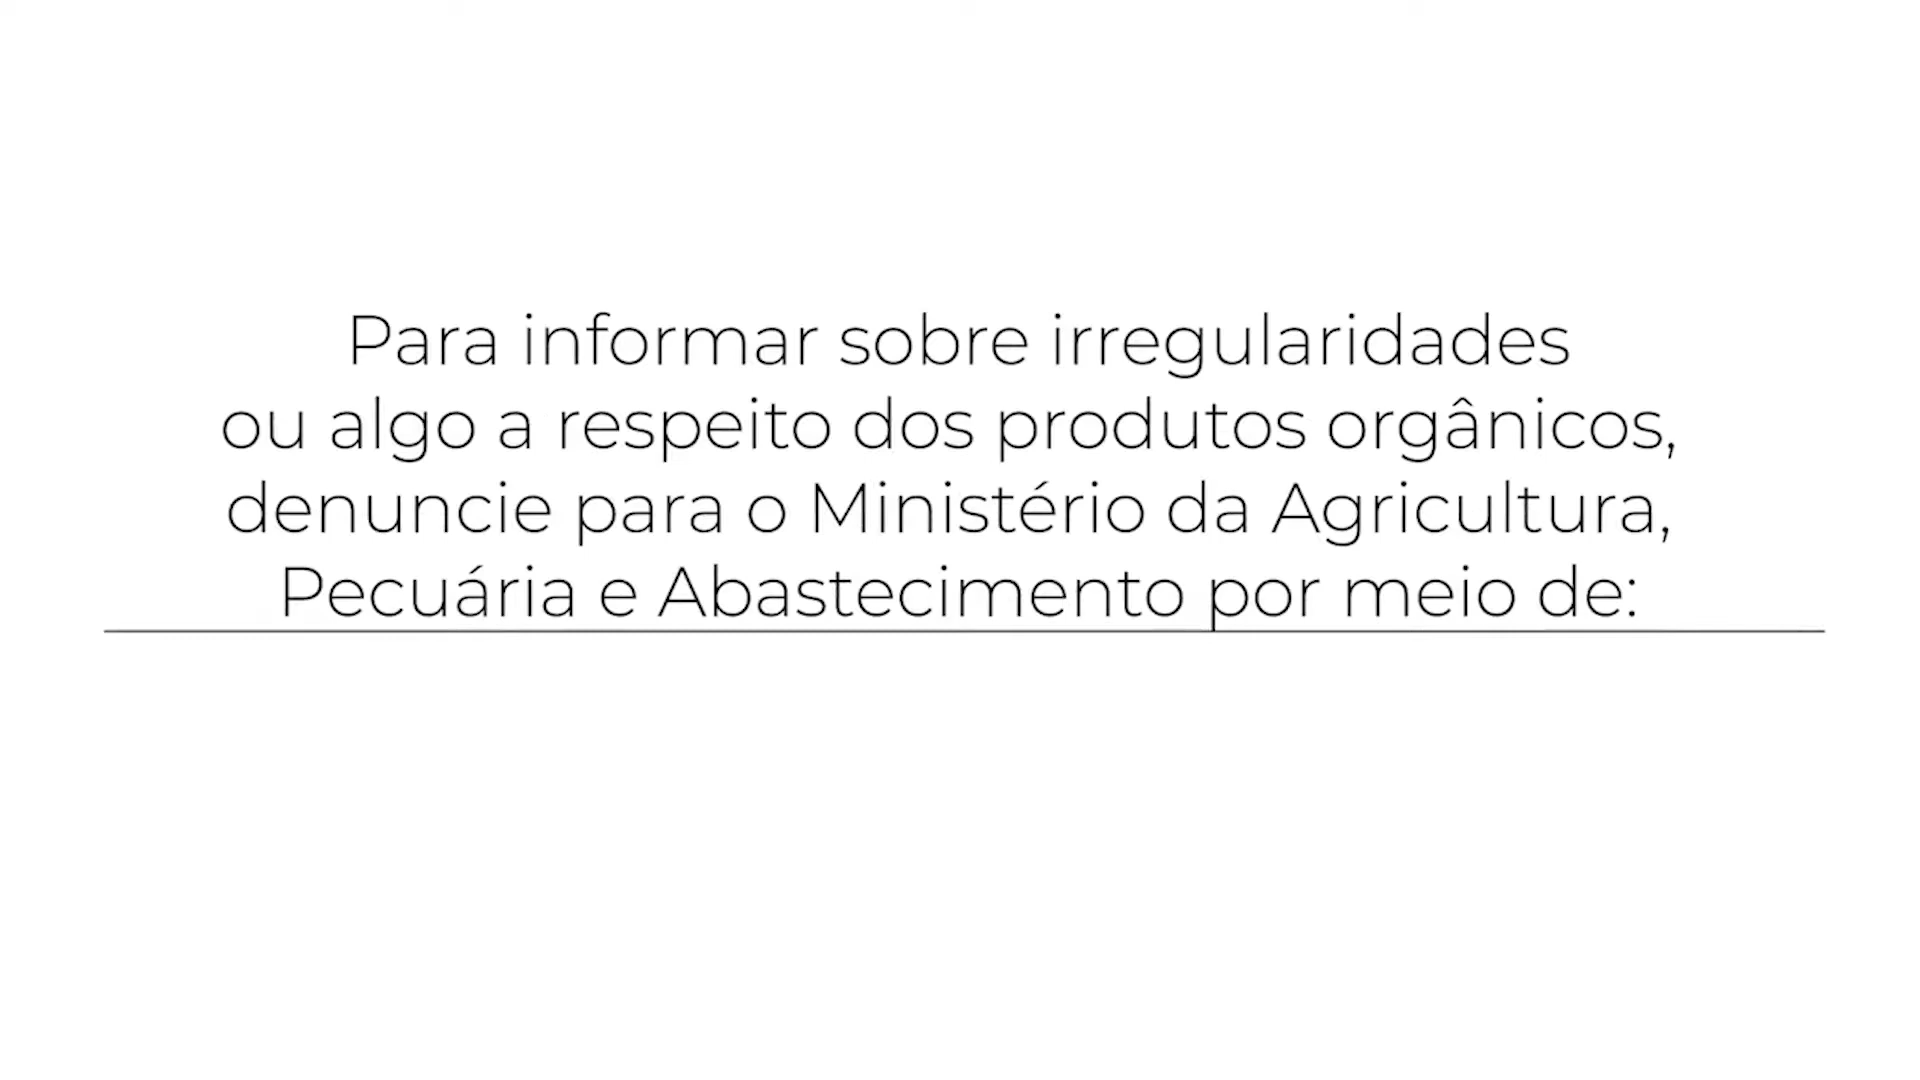 Para informar sobre irregularidades
ou algo a respeito dos produtos orgânicos,
denuncie para o Ministério da Agricultura,
Pecuária e Abastecimento por meio de: